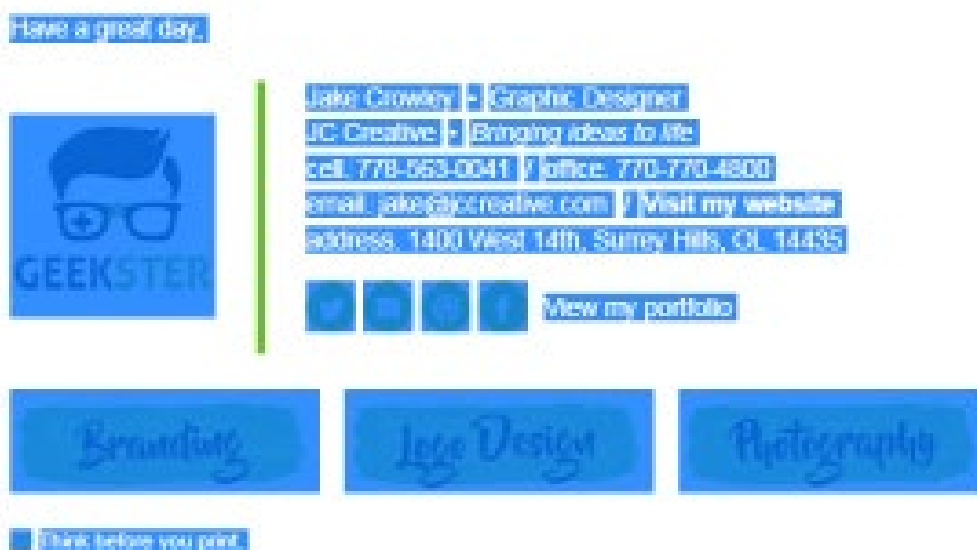 Have a great day,
Jake Crowley • Graphic Designer
JC Creative • Bringing ideas to life
cell. 778-563-0041 / office. 770-770-4800
email. jake@jccreative.com / Visit my website
address. 1400 West 14th, Surrey Hills, OL 14435
GEEKSTER
View my portfolio
Branding
Logo Design
Photography
Think before you print.